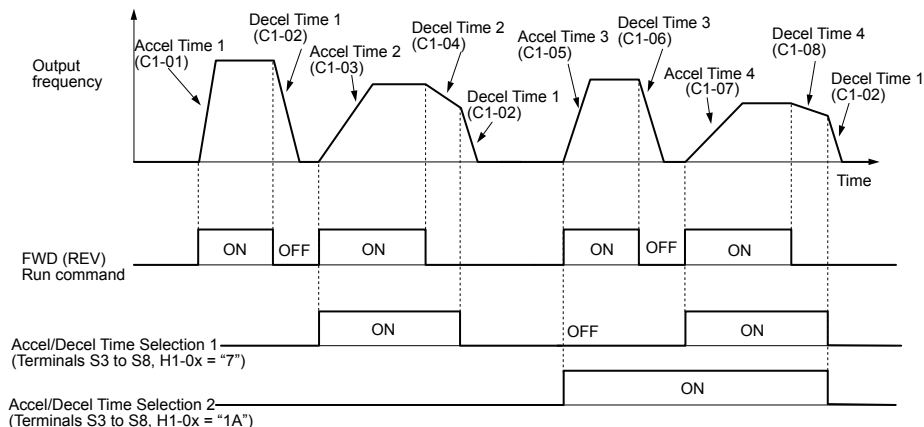 Output
frequency
Accel Time 1
(C1-01)
Decel Time 1
(C1-02)
Accel Time 2
(C1-03)
Decel Time 2
(C1-04)
Decel Time 1
(C1-02)
Accel Time 3
(C1-05)
Decel Time 3
(C1-06)
Accel Time 4
(C1-07)
Decel Time 4
(C1-08)
Decel Time 1
(C1-02)
Time
FWD (REV)
Run command
ON
OFF
ON
ON
OFF
ON
Accel/Decel Time Selection 1
(Terminals S3 to S8, H1-0x = “7”)
ON
OFF
ON
Accel/Decel Time Selection 2
(Terminals S3 to S8, H1-0x = “1A”)
ON